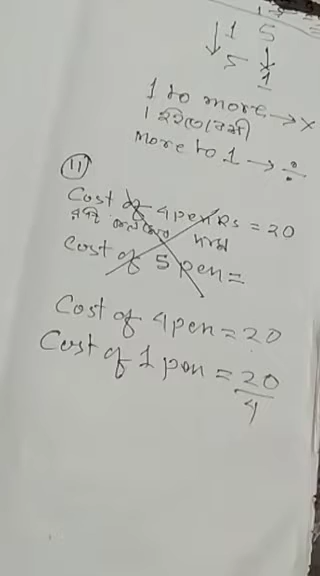 ↓ 1 5
5 1
1 to more → ×
more to 1 → ÷
(11)
Cost of 4 pen Rs = 20
Cost of 5 pen =
Cost of 4 pen = 20
Cost of 1 pen = 20/4